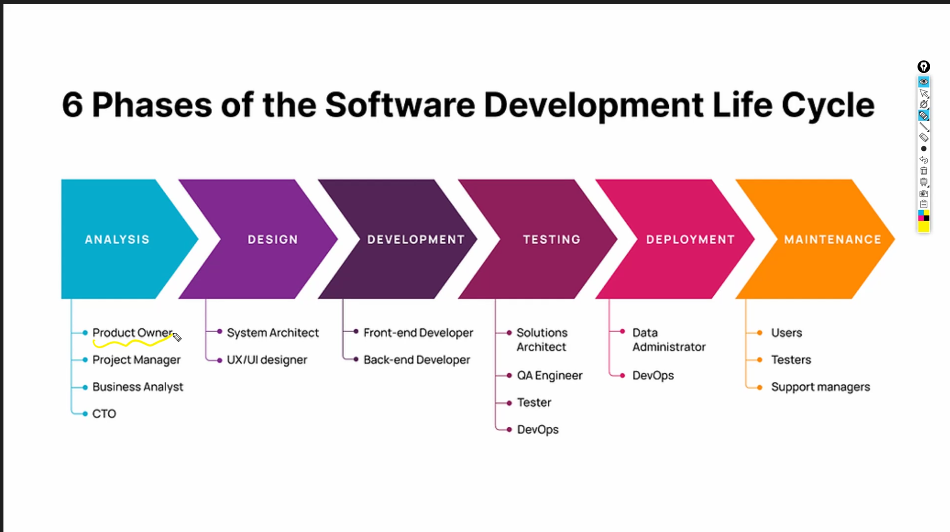 6 Phases of the Software Development Life Cycle
ANALYSIS
DESIGN
DEVELOPMENT
TESTING
DEPLOYMENT
MAINTENANCE
Product Owner
Project Manager
Business Analyst
CTO
System Architect
UX/UI designer
Front-end Developer
Back-end Developer
Solutions
Architect
QA Engineer
Tester
DevOps
Data
Administrator
DevOps
Users
Testers
Support managers